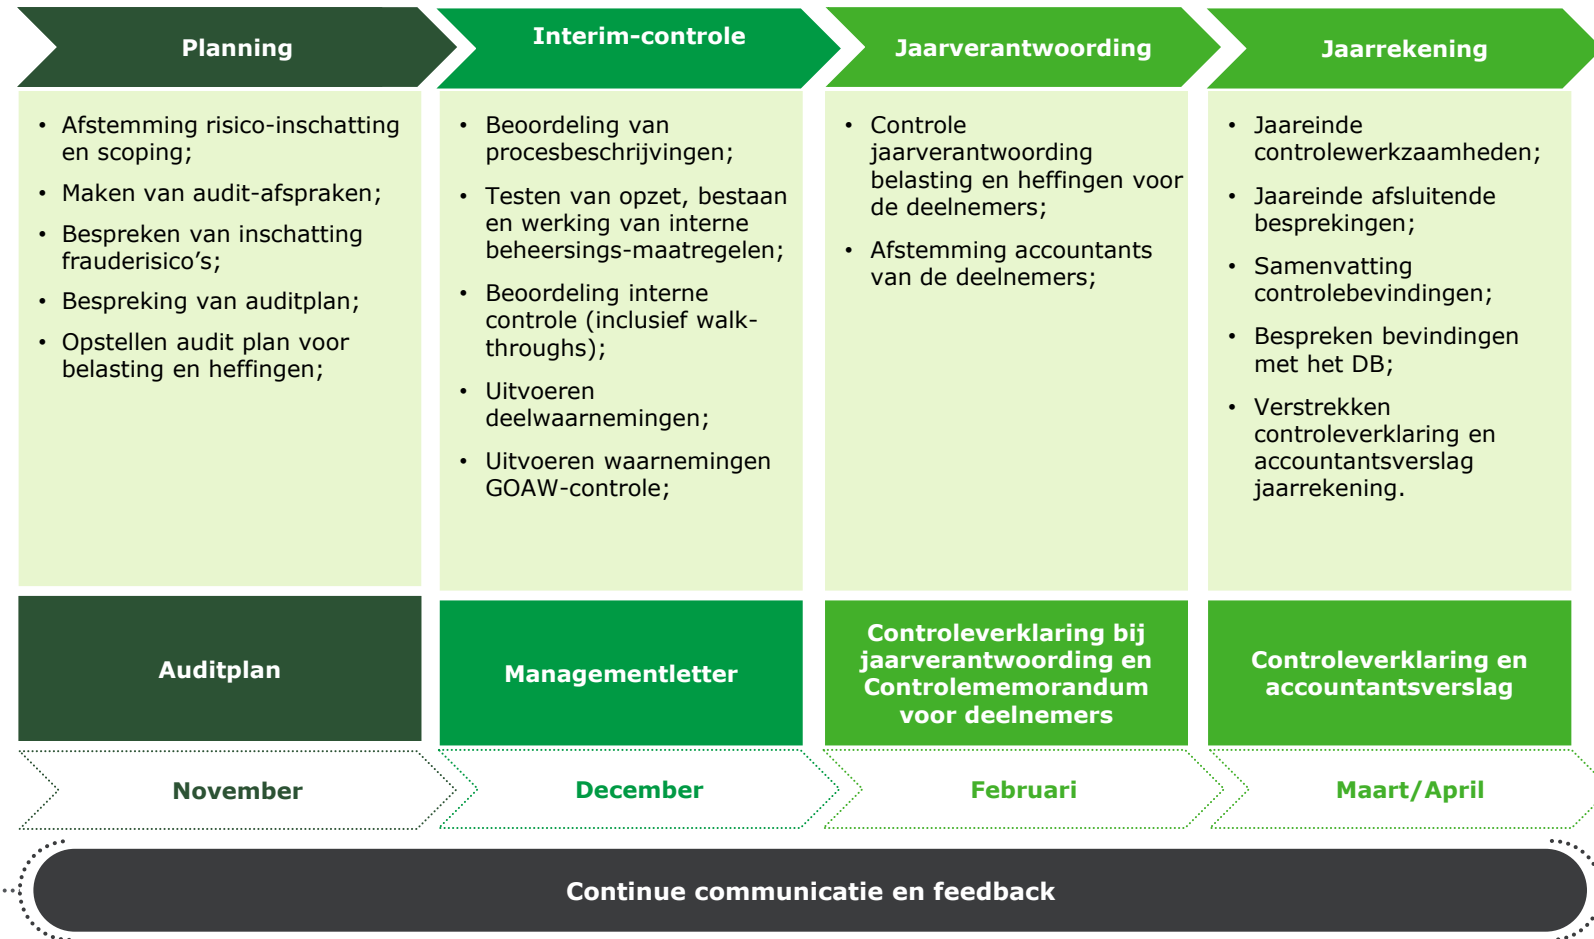 Planning
Interim-controle
Jaarverantwoording
Jaarrekening
• Afstemming risico-inschatting
en scoping;
• Maken van audit-afspraken;
• Bespreken van inschatting
frauderisico’s;
• Bespreking van auditplan;
• Opstellen audit plan voor
belasting en heffingen;
• Beoordeling van
procesbeschrijvingen;
• Testen van opzet, bestaan
en werking van interne
beheersings-maatregelen;
• Beoordeling interne
controle (inclusief walk-
throughs);
• Uitvoeren
deelwaarnemingen;
• Uitvoeren waarnemingen
GOAW-controle;
• Controle
jaarverantwoording
belasting en heffingen voor
de deelnemers;
• Afstemming accountants
van de deelnemers;
• Jaareinde
controlewerkzaamheden;
• Jaareinde afsluitende
besprekingen;
• Samenvatting
controlebevindingen;
• Bespreken bevindingen
met het DB;
• Verstrekken
controleverklaring en
accountantsverslag
jaarrekening.
Auditplan
Managementletter
Controleverklaring bij
jaarverantwoording en
Controlememorandum
voor deelnemers
Controleverklaring en
accountantsverslag
November
December
Februari
Maart/April
Continue communicatie en feedback